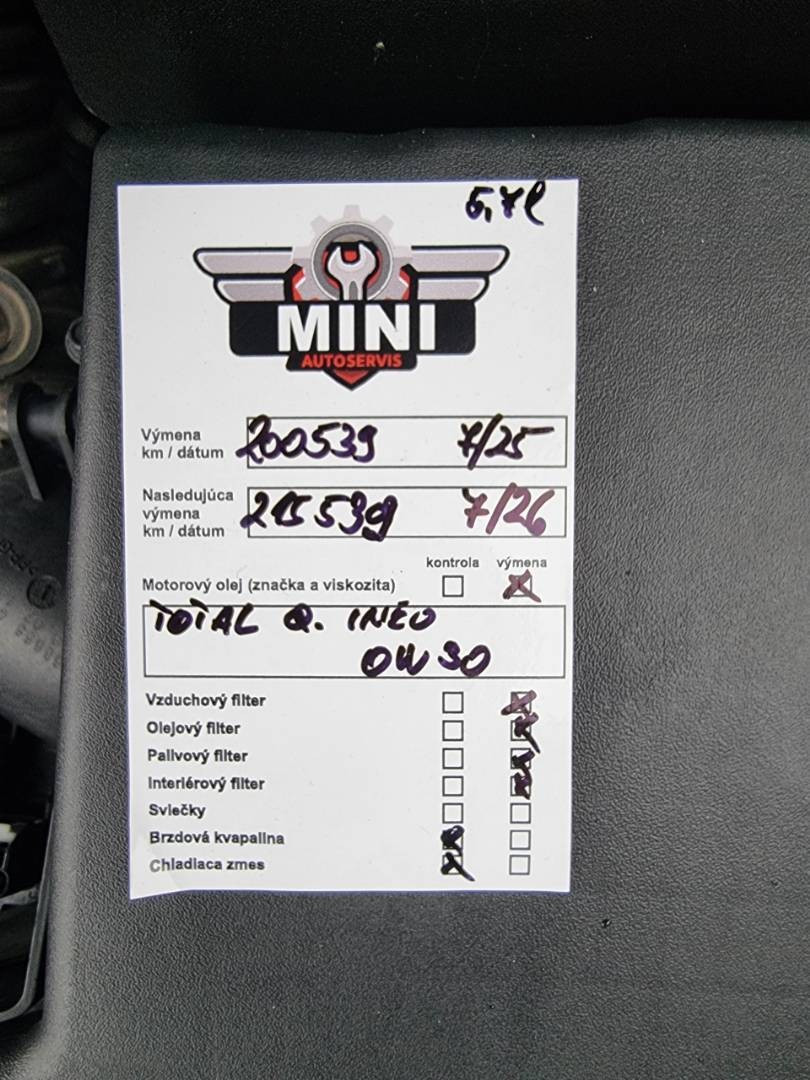 5,7l
MINI
AUTOSERVIS
Výmena
km / dátum 200539 7/25
Nasledujúca
výmena
km / dátum 215539 7/26
kontrola výmena
Motorový olej (značka a viskozita)
TOTAL Q. INEO
0W30
Vzduchový filter
Olejový filter
Palivový filter
Interiérový filter
Sviečky
Brzdová kvapalina
Chladiaca zmes